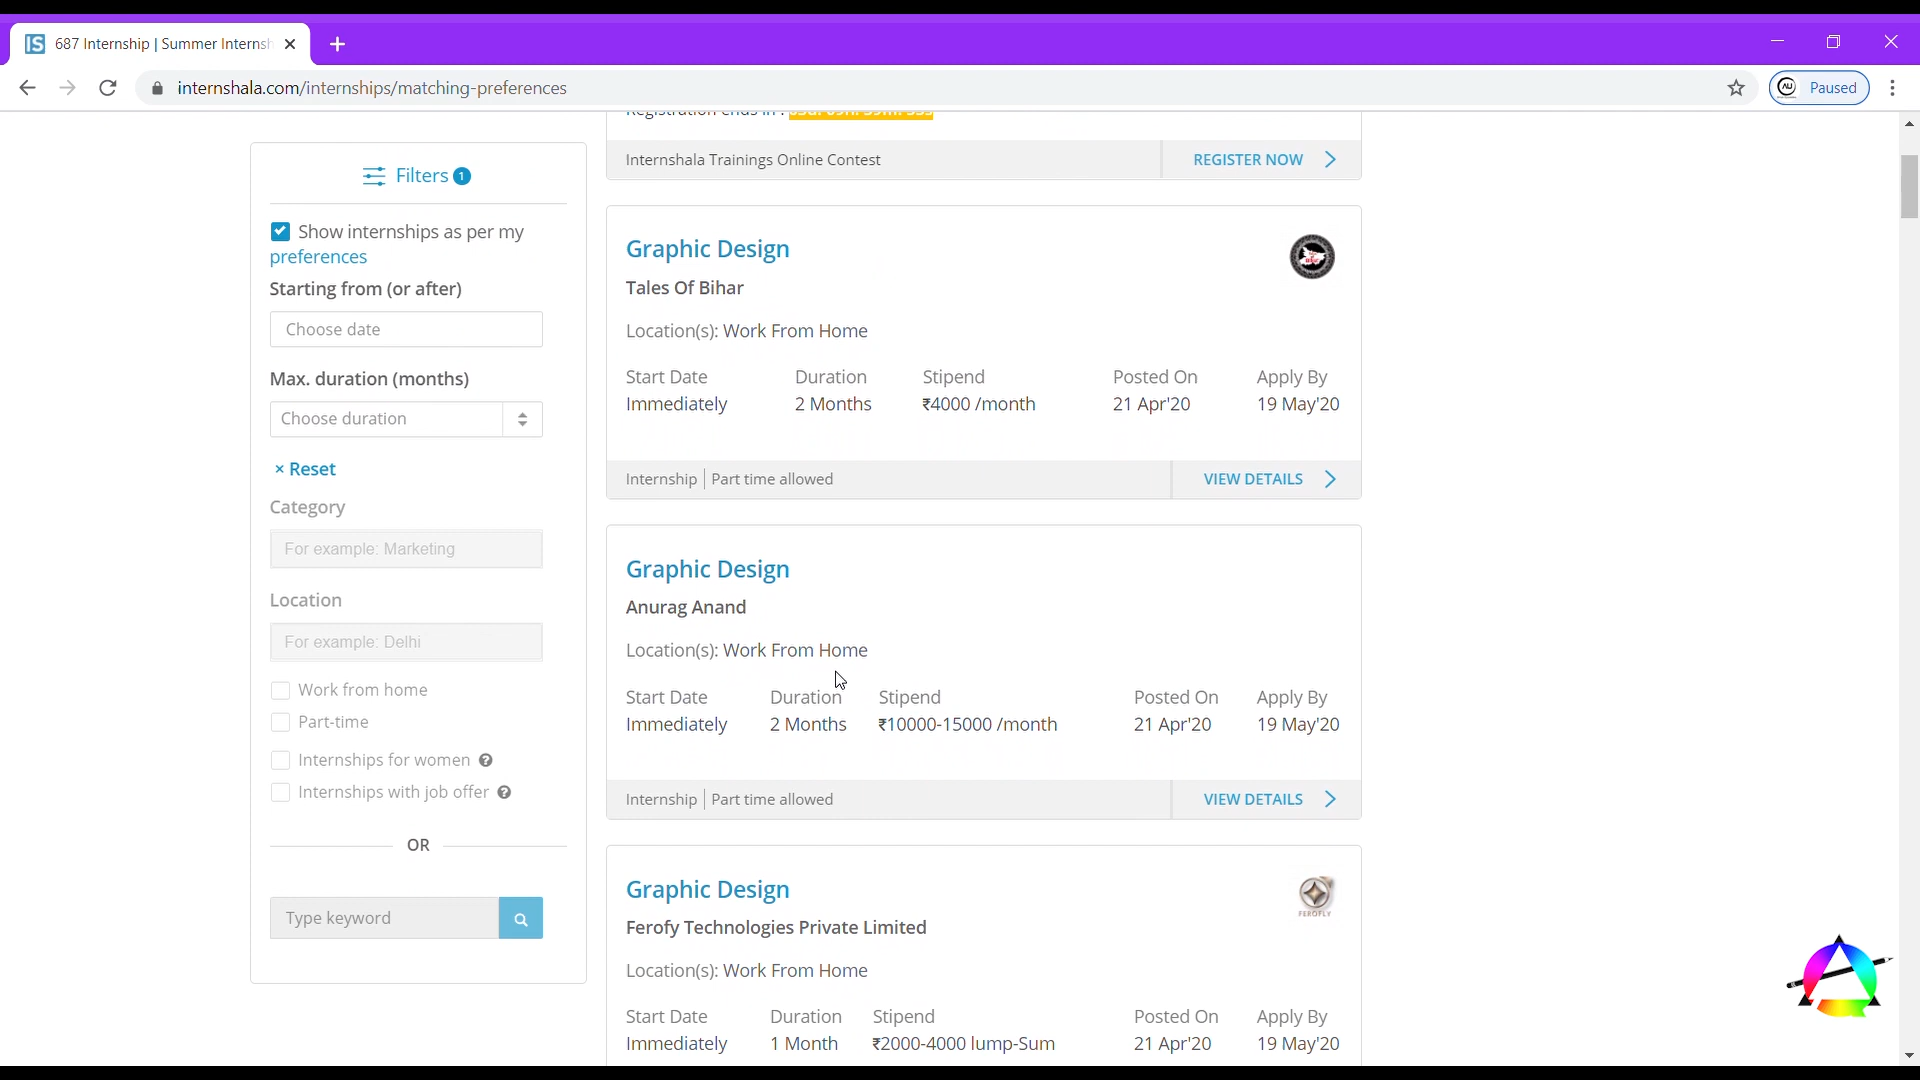 687 Internship | Summer Interns
internshala.com/internships/matching-preferences
Paused
Filters 1
Show internships as per my
preferences
Starting from (or after)
Choose date
Max. duration (months)
Choose duration
× Reset
Category
For example: Marketing
Location
For example: Delhi
Work from home
Part-time
Internships for women ?
Internships with job offer ?
OR
Type keyword
Registration ends in :
Internshala Trainings Online Contest
REGISTER NOW
Graphic Design
Tales Of Bihar
Location(s): Work From Home
Start Date Duration Stipend Posted On Apply By
Immediately 2 Months ₹4000 /month 21 Apr'20 19 May'20
Internship | Part time allowed
VIEW DETAILS
Graphic Design
Anurag Anand
Location(s): Work From Home
Start Date Duration Stipend Posted On Apply By
Immediately 2 Months ₹10000-15000 /month 21 Apr'20 19 May'20
Internship | Part time allowed
VIEW DETAILS
Graphic Design
FEROFLY
Ferofy Technologies Private Limited
Location(s): Work From Home
Start Date Duration Stipend Posted On Apply By
Immediately 1 Month ₹2000-4000 lump-Sum 21 Apr'20 19 May'20